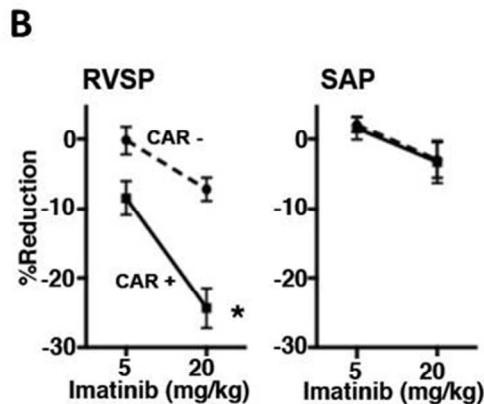 B
RVSP
SAP
%Reduction
0
-10
-20
-30
CAR -
CAR +
*
5
20
Imatinib (mg/kg)
0
-10
-20
-30
5
20
Imatinib (mg/kg)